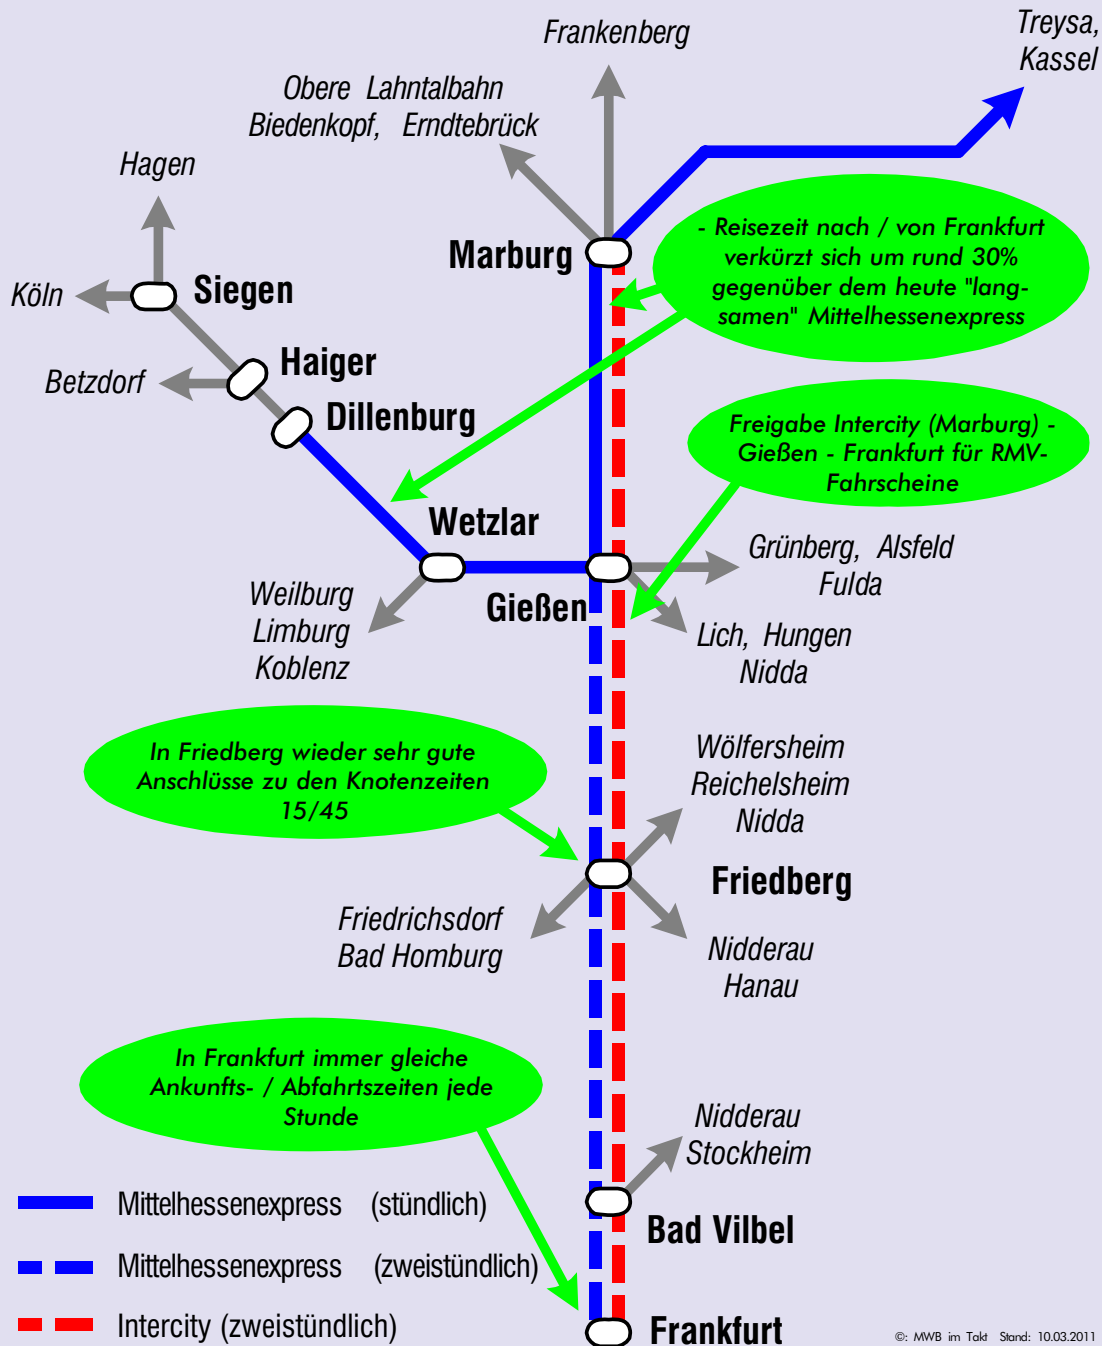 Treysa,
Kassel
Frankenberg
Obere Lahntalbahn
Biedenkopf, Erndtebrück
Hagen
- Reisezeit nach / von Frankfurt
verkürzt sich um rund 30%
gegenüber dem heute "lang-
samen" Mittelhessenexpress
Marburg
Köln
Siegen
Haiger
Betzdorf
Dillenburg
Freigabe Intercity (Marburg) -
Gießen - Frankfurt für RMV-
Fahrscheine
Wetzlar
Grünberg, Alsfeld
Fulda
Weilburg
Limburg
Koblenz
Gießen
Lich, Hungen
Nidda
In Friedberg wieder sehr gute
Anschlüsse zu den Knotenzeiten
15/45
Wölfersheim
Reichelsheim
Nidda
Friedberg
Friedrichsdorf
Bad Homburg
Nidderau
Hanau
In Frankfurt immer gleiche
Ankunfts- / Abfahrtszeiten jede
Stunde
Nidderau
Stockheim
Mittelhessenexpress (stündlich)
Bad Vilbel
Mittelhessenexpress (zweistündlich)
Intercity (zweistündlich)
Frankfurt
©: MWB im Takt Stand: 10.03.2011